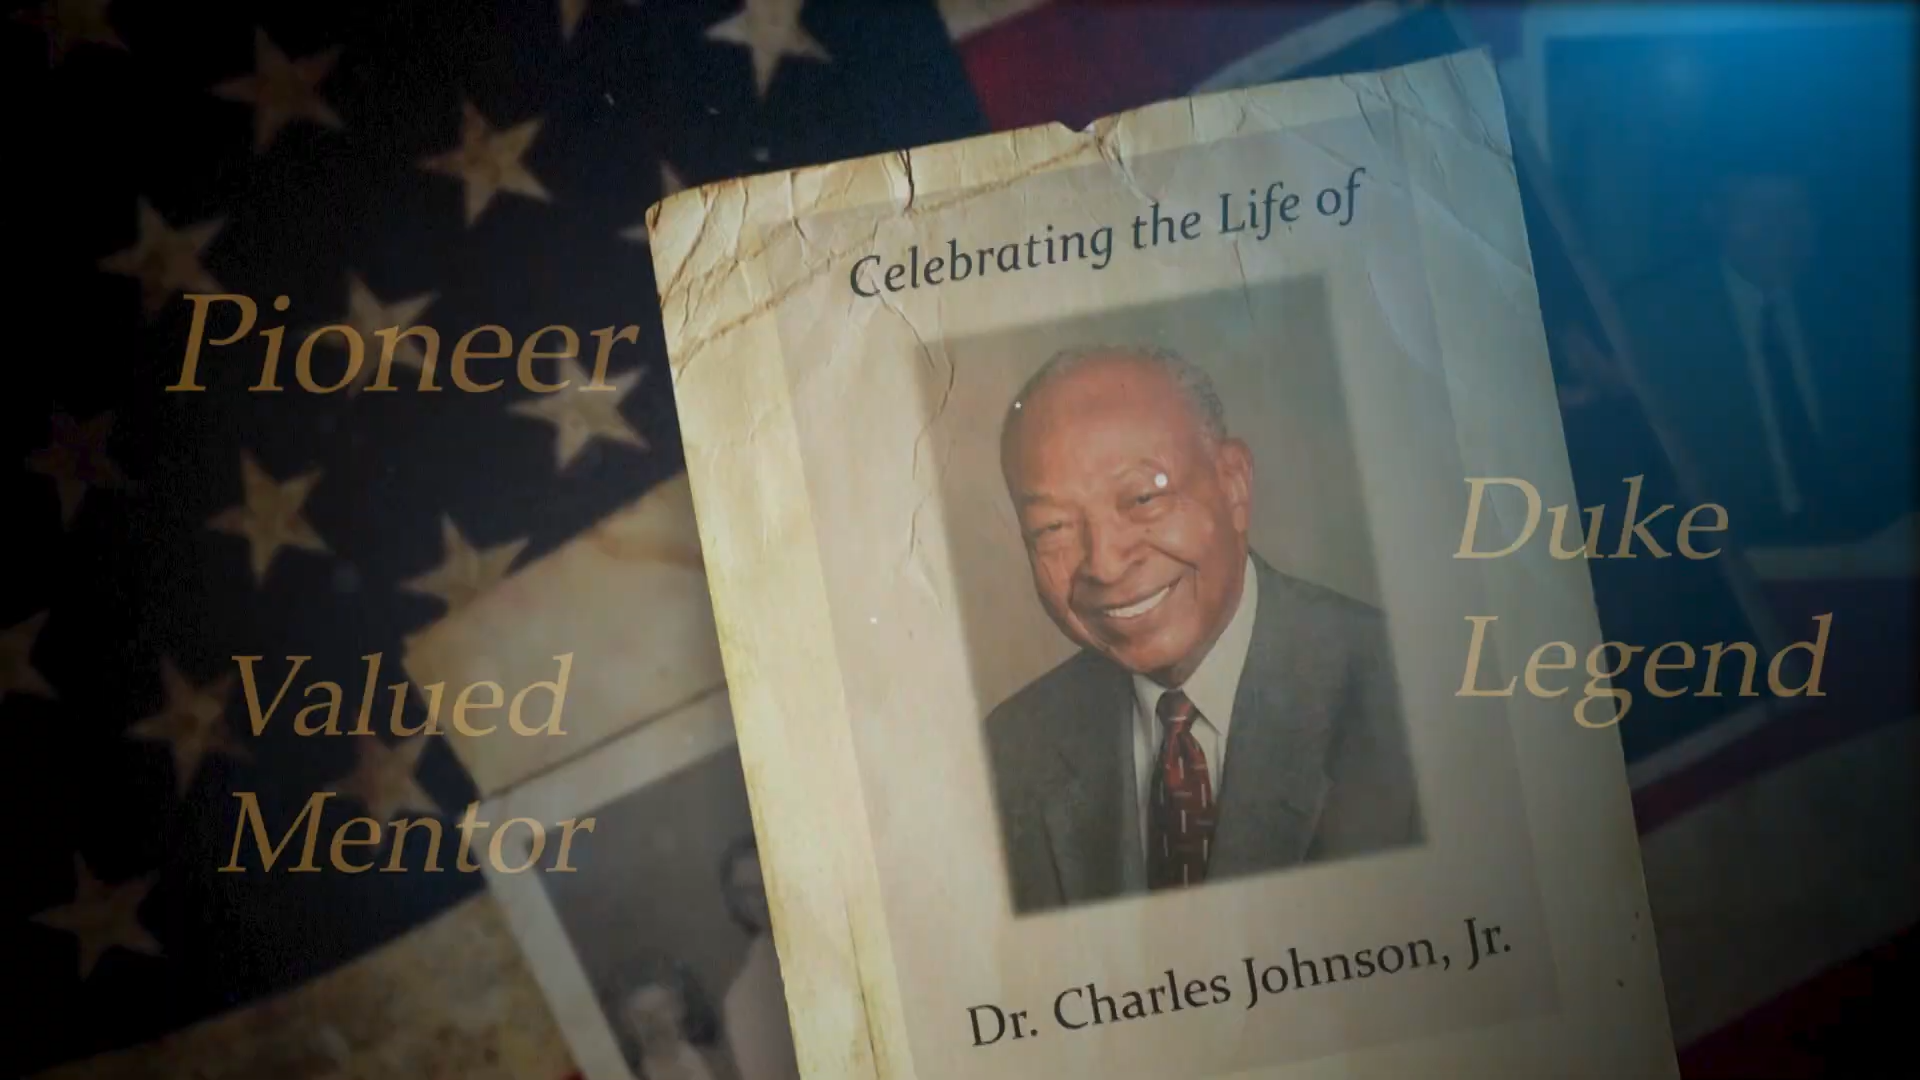 Pioneer
Valued
Mentor
Celebrating the Life of
Dr. Charles Johnson, Jr.
Duke
Legend